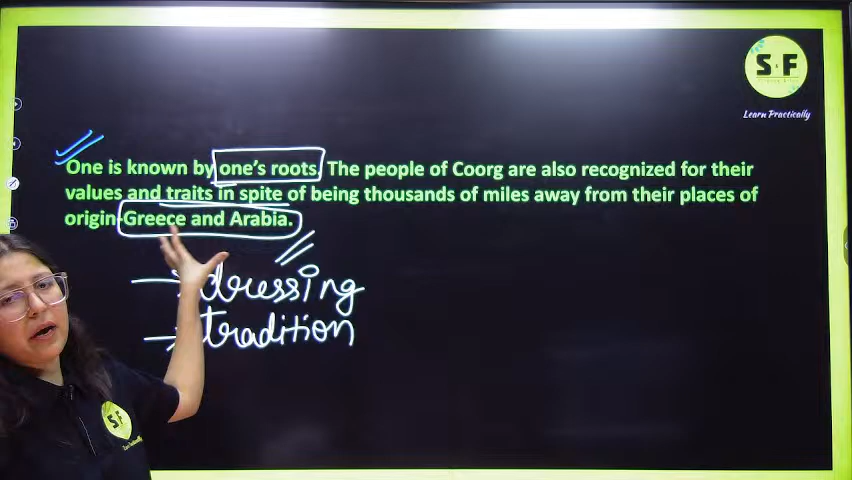 S & F
Learn Practically
One is known by one's roots. The people of Coorg are also recognized for their
values and traits in spite of being thousands of miles away from their places of
origin-Greece and Arabia.
dressing
tradition
S&F